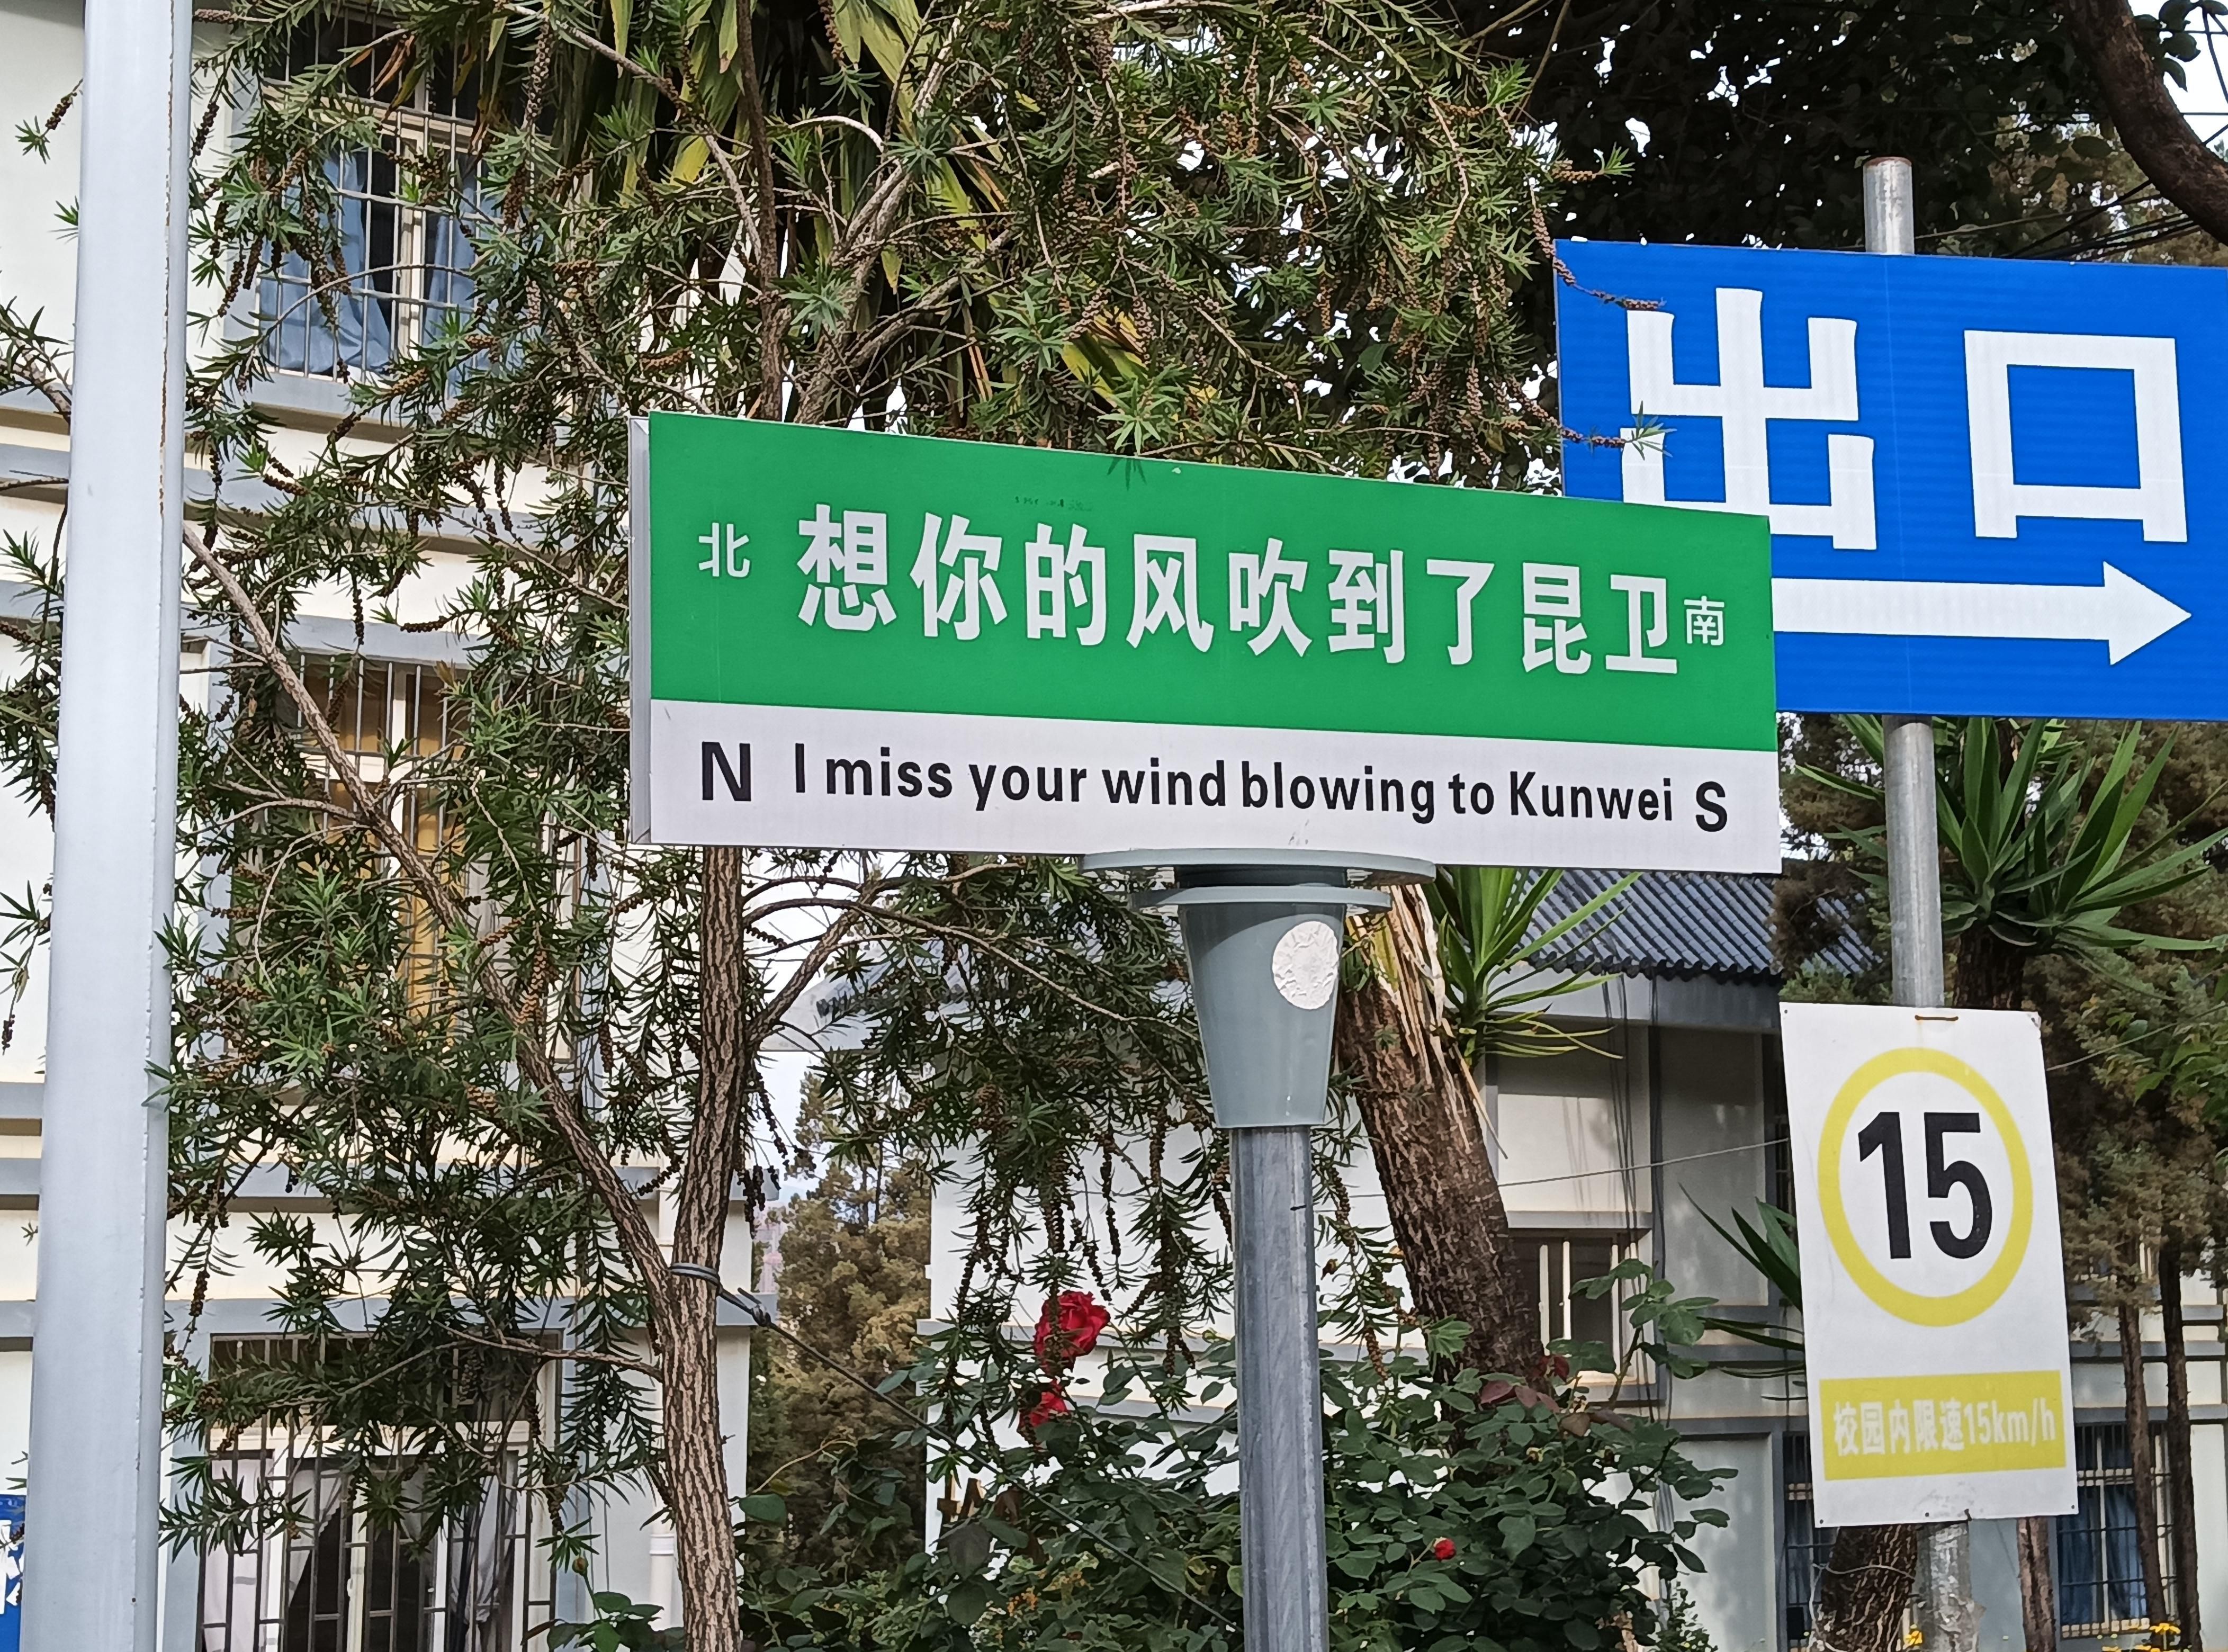 出口
北 想你的风吹到了昆卫 南
N I miss your wind blowing to Kunwei S
15
校园内限速15km/h